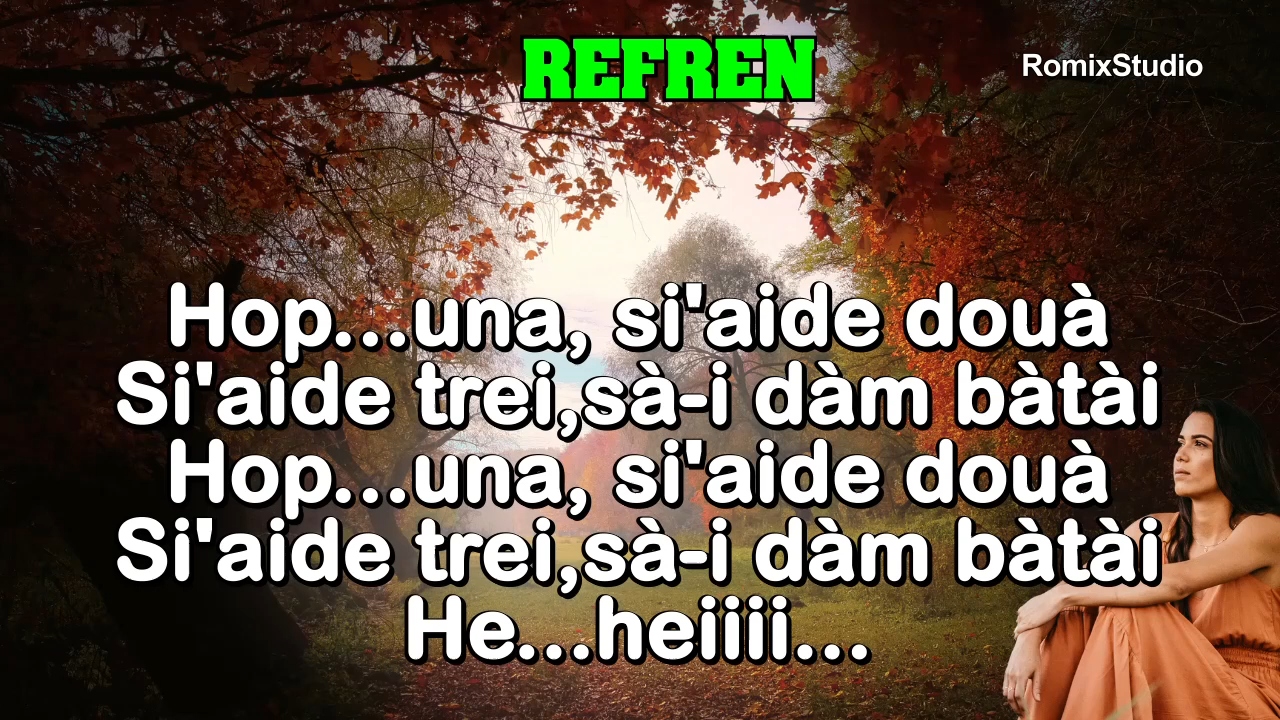 REFREN
RomixStudio
Hop...una, si'aide douà
Si'aide trei,sà-i dàm bàtài
Hop...una, si'aide douà
Si'aide trei,sà-i dàm bàtài
He...heiiii...